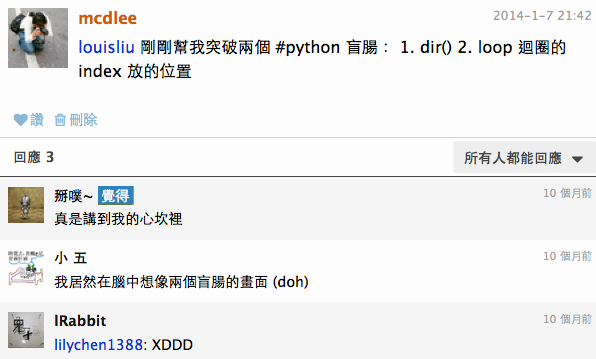 mcdlee
2014-1-7 21:42
louisliu 剛剛幫我突破兩個 #python 盲腸： 1. dir() 2. loop 迴圈的
index 放的位置
讚 刪除
回應 3
所有人都能回應
掰噗~ 覺得
10 個月前
真是講到我的心坎裡
小 五
10 個月前
我居然在腦中想像兩個盲腸的畫面 (doh)
lRabbit
10 個月前
lilychen1388: XDDD